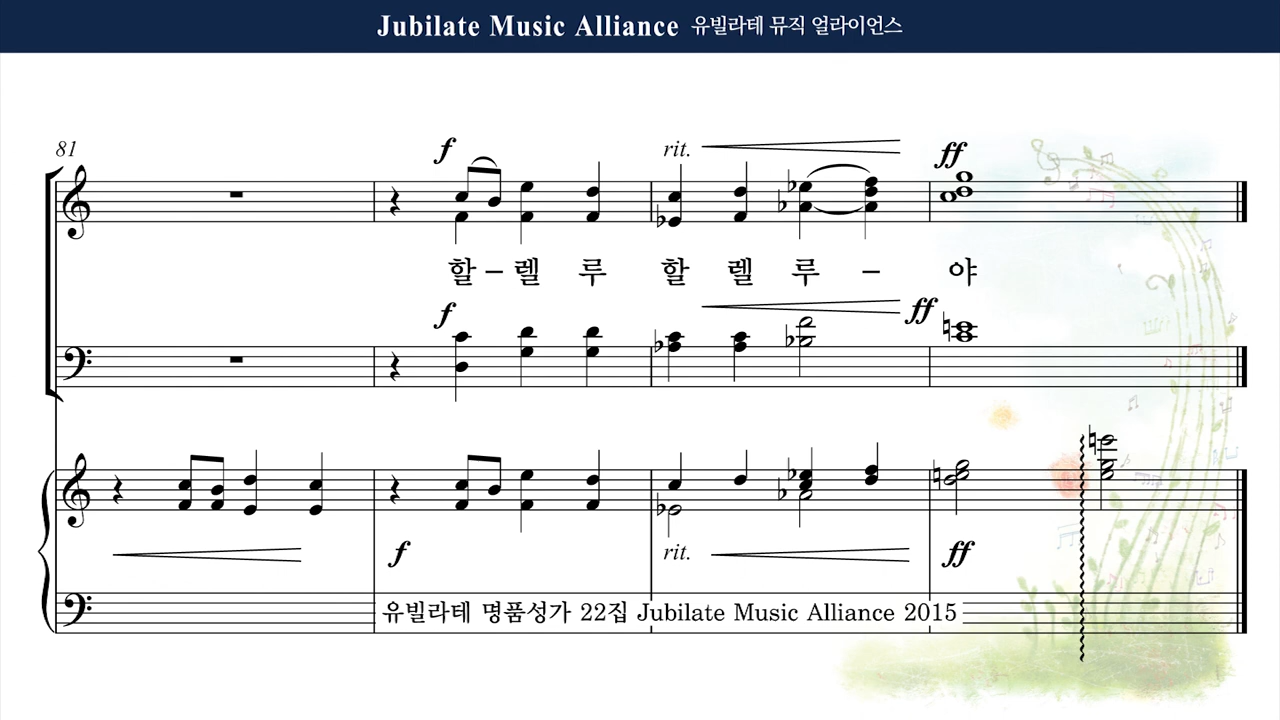 Jubilate Music Alliance 유빌라테 뮤직 얼라이언스
81
f rit. ff
할 – 렐 루 할 렐 루 – 야
f ff
f rit. ff
유빌라테 명품성가 22집 Jubilate Music Alliance 2015